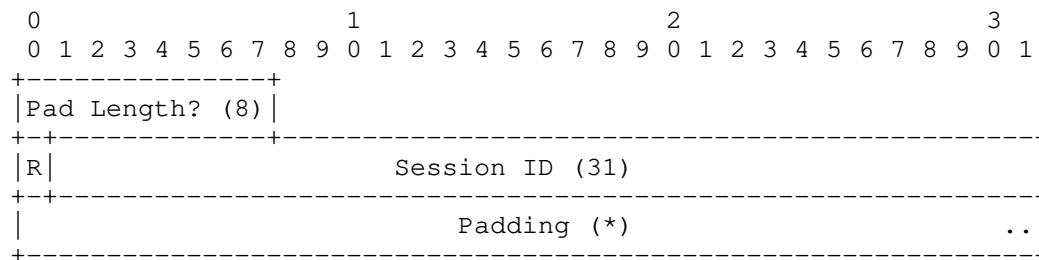 0 1 2 3
0 1 2 3 4 5 6 7 8 9 0 1 2 3 4 5 6 7 8 9 0 1 2 3 4 5 6 7 8 9 0 1
+---------------+
|Pad Length? (8)|
+-+-------------+-----------------------------------------------
|R| Session ID (31)
+-+-------------------------------------------------------------
| Padding (*) ..
+---------------------------------------------------------------